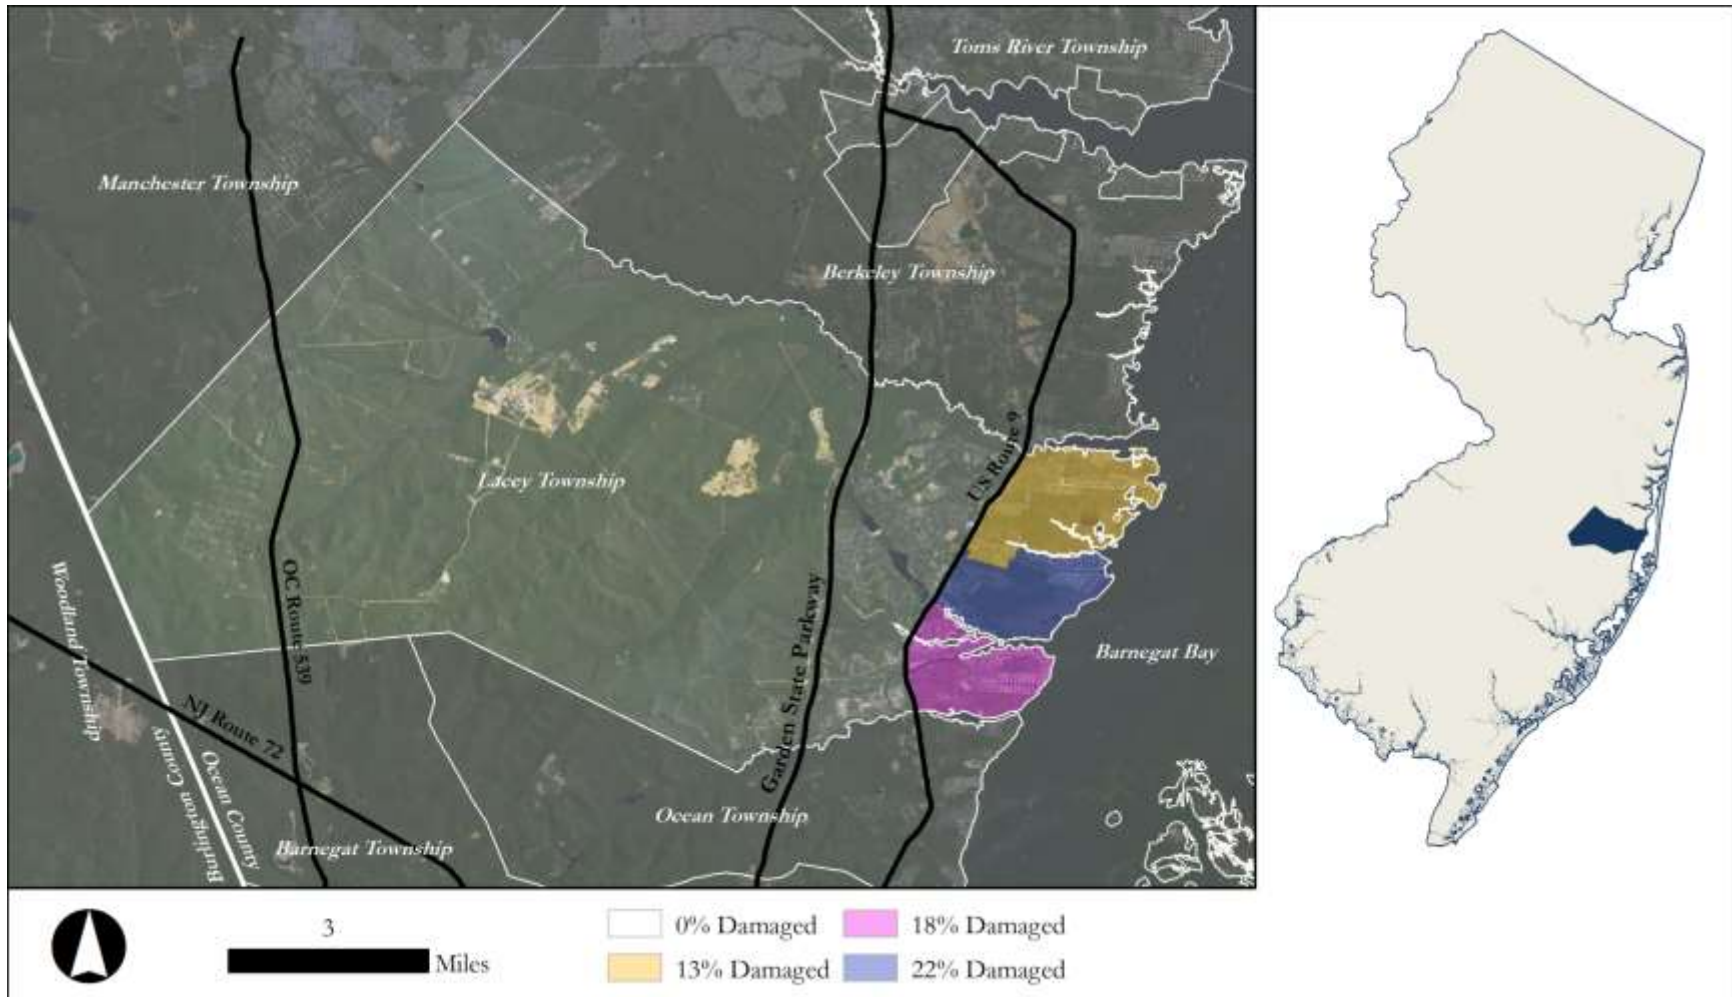 Toms River Township
Manchester Township
Berkeley Township
US Route 9
Lacey Township
OC Route 539
Garden State Parkway
Woodland Township
Barnegat Bay
NJ Route 72
Burlington County
Ocean County
Ocean Township
Barnegat Township
3
Miles
0% Damaged
18% Damaged
13% Damaged
22% Damaged